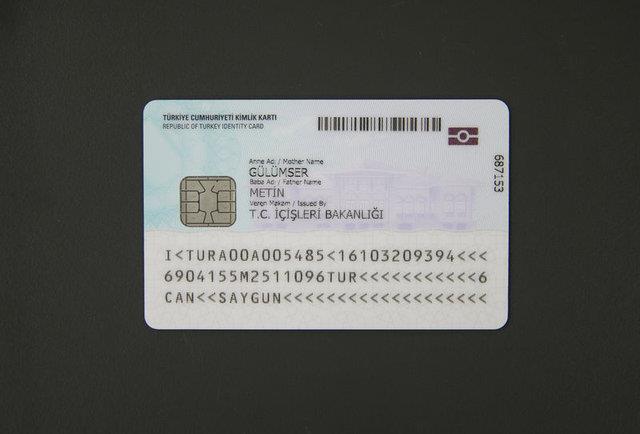 TÜRKİYE CUMHURİYETİ KİMLİK KARTI
REPUBLIC OF TURKEY IDENTITY CARD
687153
Anne Adı / Mother Name
GÜLÜMSER
Baba Adı / Father Name
METİN
Veren Makam / Issued By
T.C. İÇİŞLERİ BAKANLIĞI
I<TURA00A005485<16103209394<<<
6904155M2511096TUR<<<<<<<<<<<6
CAN<<SAYGUN<<<<<<<<<<<<<<<<<<<